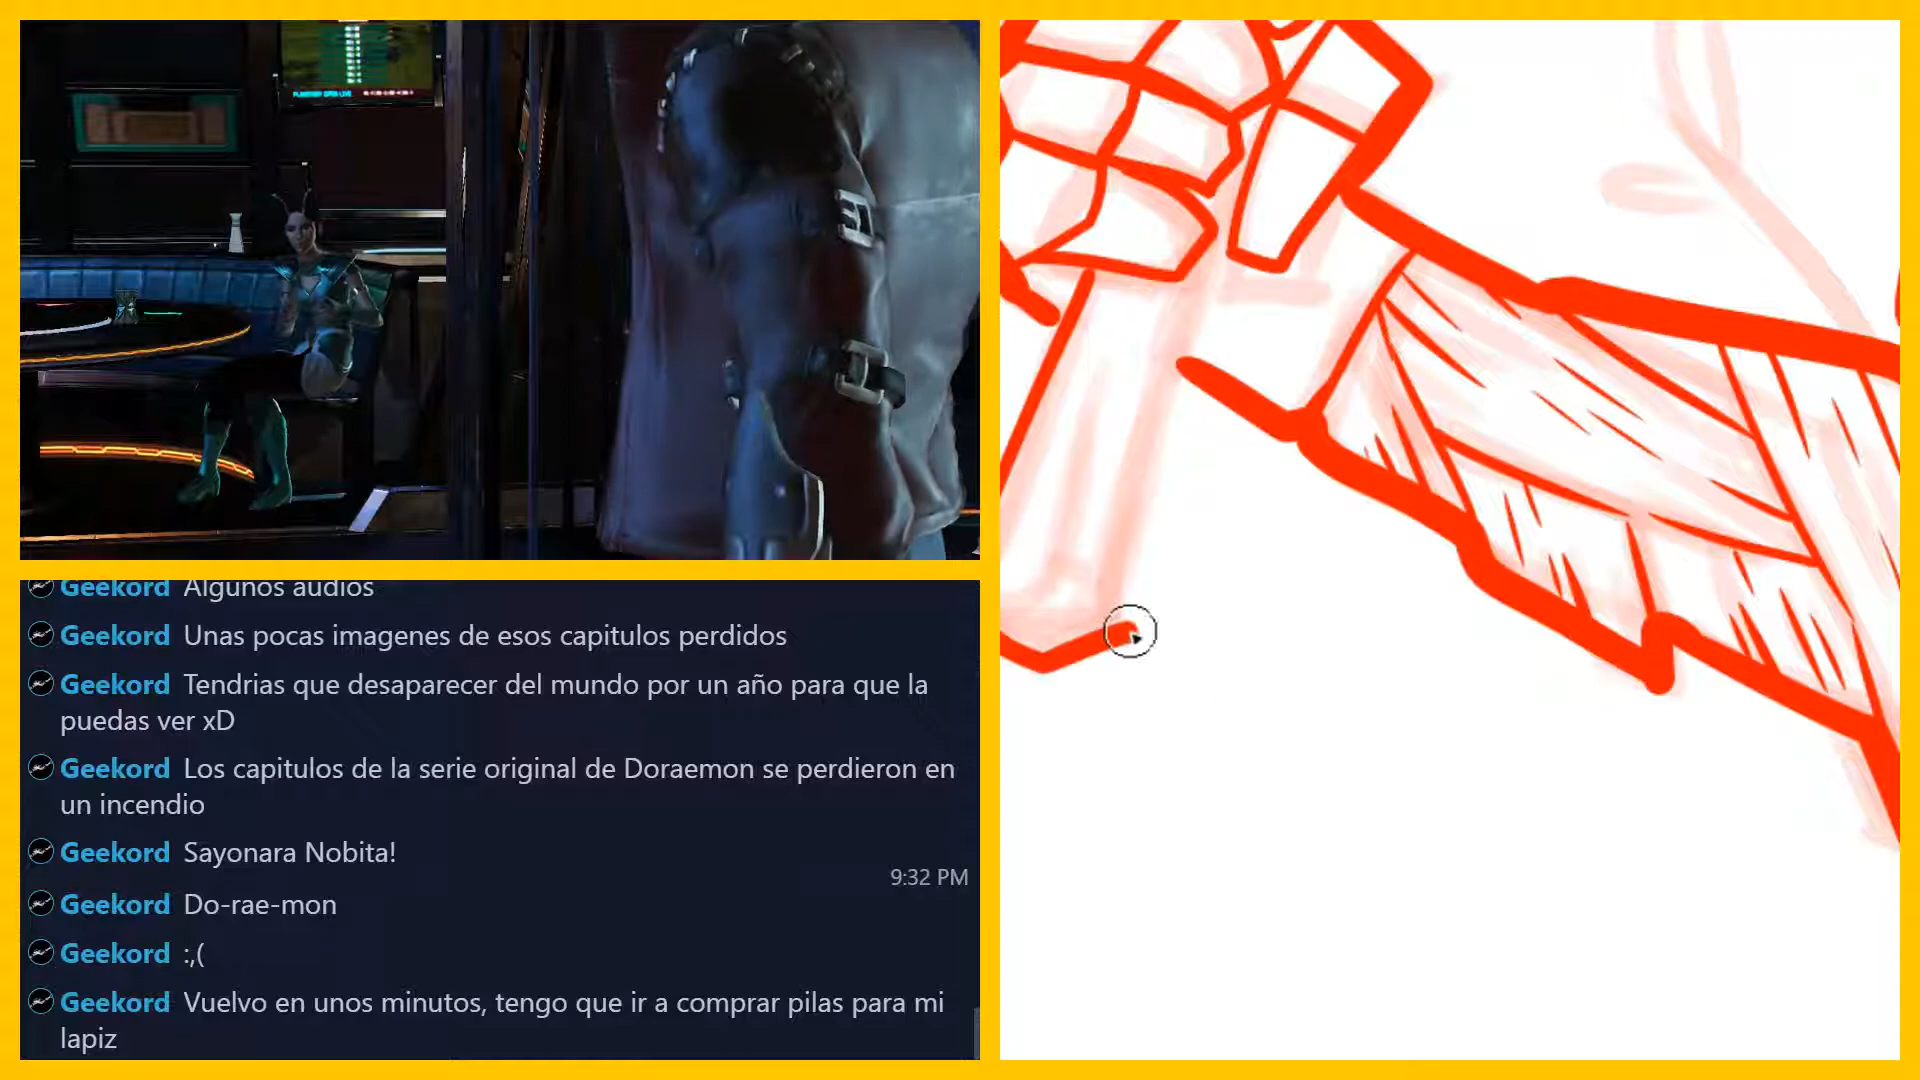 Geekord Algunos audios
Geekord Unas pocas imagenes de esos capitulos perdidos
Geekord Tendrias que desaparecer del mundo por un año para que la
puedas ver xD
Geekord Los capitulos de la serie original de Doraemon se perdieron en
un incendio
Geekord Sayonara Nobita!
9:32 PM
Geekord Do-rae-mon
Geekord :,(
Geekord Vuelvo en unos minutos, tengo que ir a comprar pilas para mi
lapiz